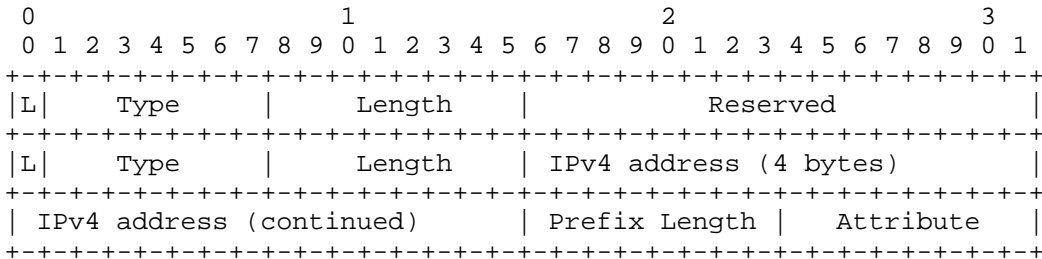 0                   1                   2                   3
 0 1 2 3 4 5 6 7 8 9 0 1 2 3 4 5 6 7 8 9 0 1 2 3 4 5 6 7 8 9 0 1
+-+-+-+-+-+-+-+-+-+-+-+-+-+-+-+-+-+-+-+-+-+-+-+-+-+-+-+-+-+-+-+-+
|L|    Type     |     Length    |           Reserved            |
+-+-+-+-+-+-+-+-+-+-+-+-+-+-+-+-+-+-+-+-+-+-+-+-+-+-+-+-+-+-+-+-+
|L|    Type     |     Length    | IPv4 address (4 bytes)        |
+-+-+-+-+-+-+-+-+-+-+-+-+-+-+-+-+-+-+-+-+-+-+-+-+-+-+-+-+-+-+-+-+
| IPv4 address (continued)      | Prefix Length |   Attribute   |
+-+-+-+-+-+-+-+-+-+-+-+-+-+-+-+-+-+-+-+-+-+-+-+-+-+-+-+-+-+-+-+-+